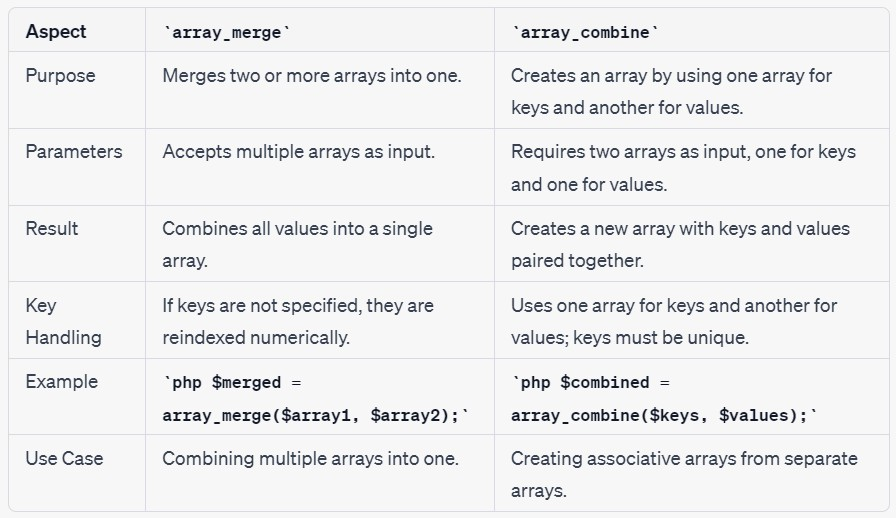 Aspect `array_merge` `array_combine`
Purpose Merges two or more arrays into one. Creates an array by using one array for
keys and another for values.
Parameters Accepts multiple arrays as input. Requires two arrays as input, one for keys
and one for values.
Result Combines all values into a single Creates a new array with keys and values
array. paired together.
Key If keys are not specified, they are Uses one array for keys and another for
Handling reindexed numerically. values; keys must be unique.
Example `php $merged = `php $combined =
array_merge($array1, $array2);` array_combine($keys, $values);`
Use Case Combining multiple arrays into one. Creating associative arrays from separate
arrays.